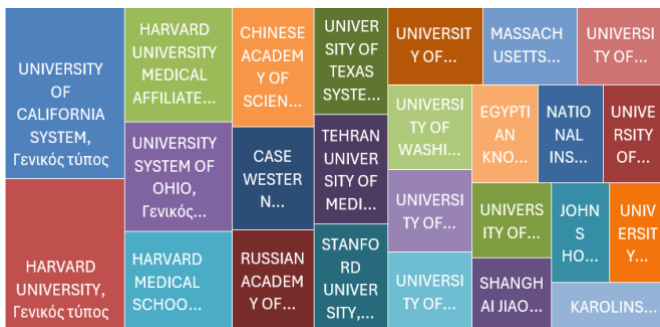 UNIVERSITY
OF
CALIFORNIA
SYSTEM,
Γενικός τύπος
HARVARD
UNIVERSITY,
Γενικός τύπος
HARVARD
UNIVERSITY
MEDICAL
AFFILIATE...
UNIVERSITY
SYSTEM OF
OHIO,
Γενικός...
HARVARD
MEDICAL
SCHOO...
CHINESE
ACADEM
Y OF
SCIEN...
CASE
WESTER
N...
RUSSIAN
ACADEM
Y OF...
UNIVER
SITY OF
TEXAS
SYSTE...
TEHRAN
UNIVER
SITY OF
MEDI...
STANFO
RD
UNIVER
SITY,...
UNIVERSIT
Y OF...
UNIVERSI
TY OF
WASHI...
UNIVERSI
TY OF...
UNIVERSI
TY OF...
MASSACH
USETTS...
UNIVERSI
TY OF...
EGYPT
IAN
KNO...
NATIO
NAL
INS...
UNIVE
RSITY
OF...
UNIVERS
ITY OF...
SHANGH
AI JIAO...
JOHN
S
HO...
UNIV
ERSIT
Y...
KAROLINS...